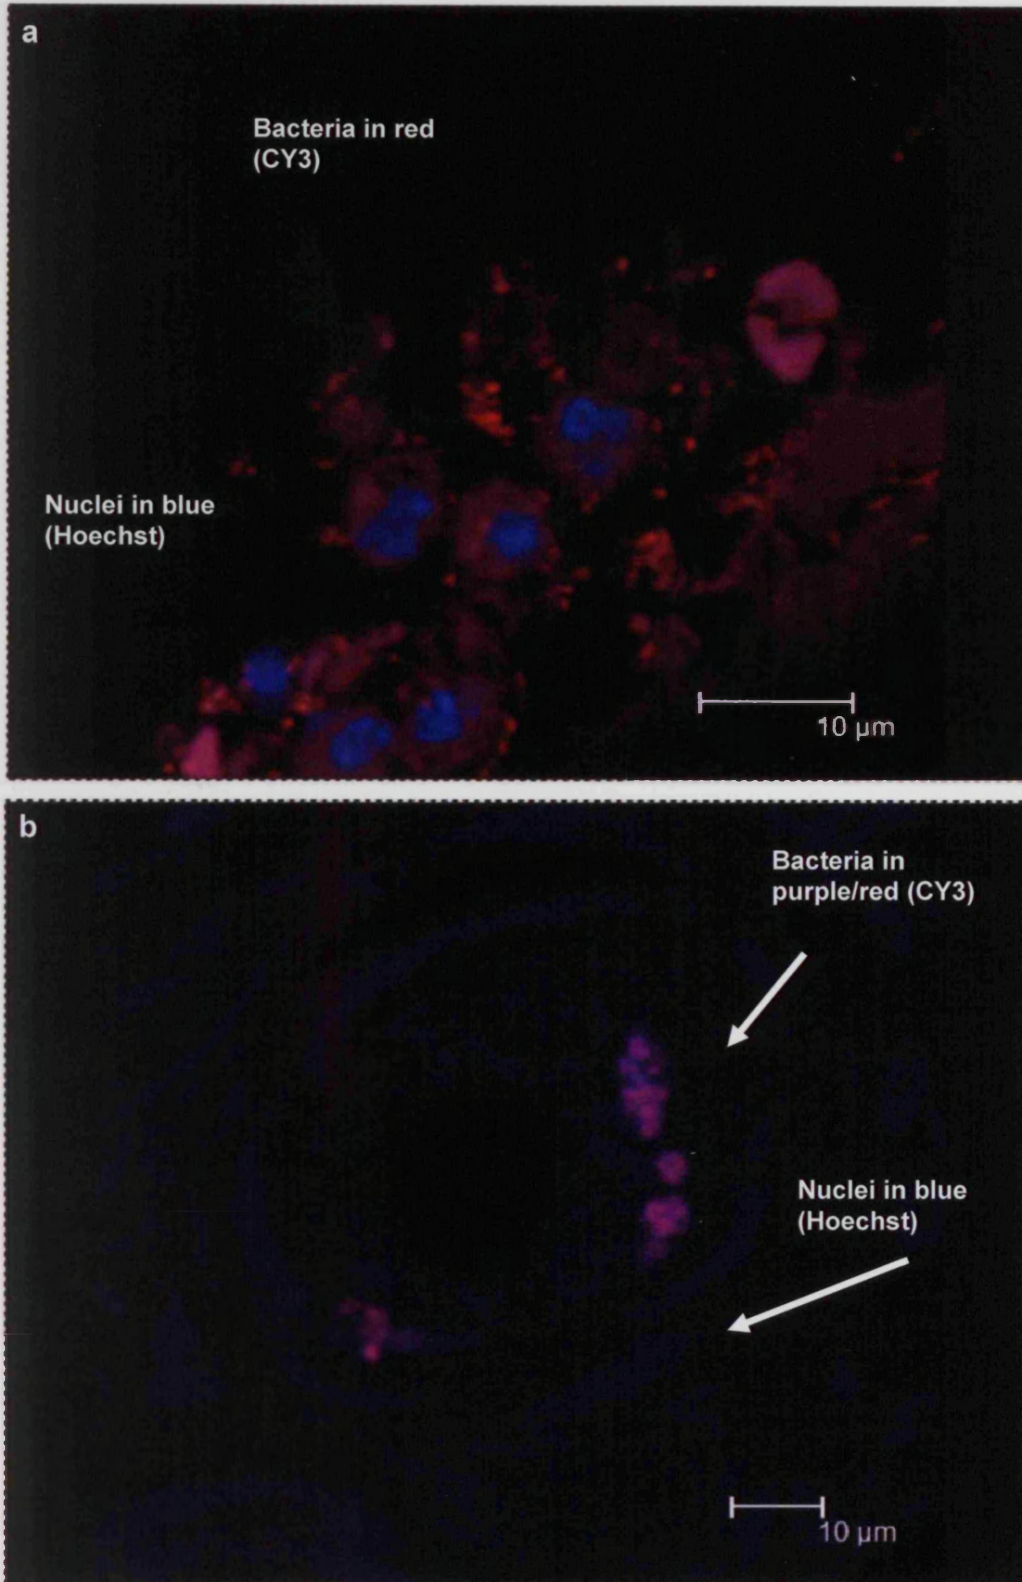 a
Bacteria in red
(CY3)
Nuclei in blue
(Hoechst)
10 µm
b
Bacteria in
purple/red (CY3)
Nuclei in blue
(Hoechst)
10 µm